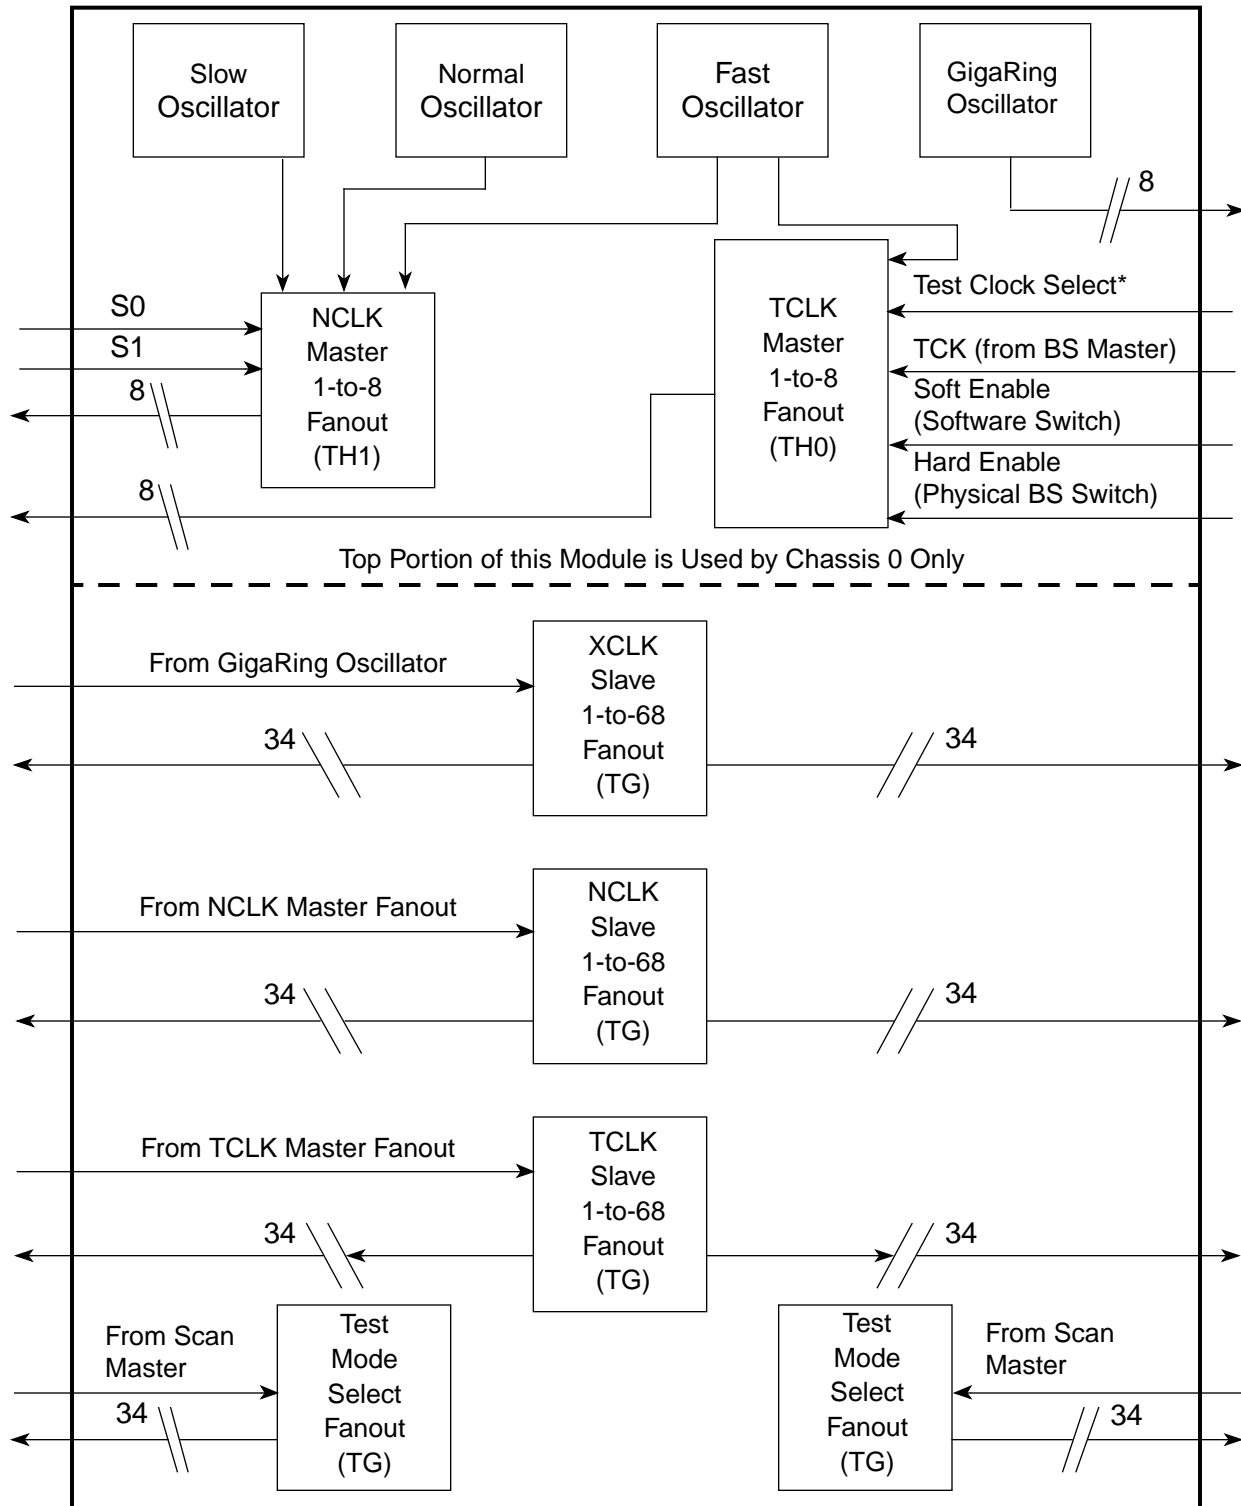 Slow
Oscillator
Normal
Oscillator
Fast
Oscillator
GigaRing
Oscillator
8
S0
S1
8
NCLK
Master
1-to-8
Fanout
(TH1)
TCLK
Master
1-to-8
Fanout
(TH0)
Test Clock Select*
TCK (from BS Master)
Soft Enable
(Software Switch)
Hard Enable
(Physical BS Switch)
8
Top Portion of this Module is Used by Chassis 0 Only
From GigaRing Oscillator
XCLK
Slave
1-to-68
Fanout
(TG)
34
34
From NCLK Master Fanout
NCLK
Slave
1-to-68
Fanout
(TG)
34
34
From TCLK Master Fanout
TCLK
Slave
1-to-68
Fanout
(TG)
34
34
From Scan
Master
34
Test
Mode
Select
Fanout
(TG)
Test
Mode
Select
Fanout
(TG)
From Scan
Master
34